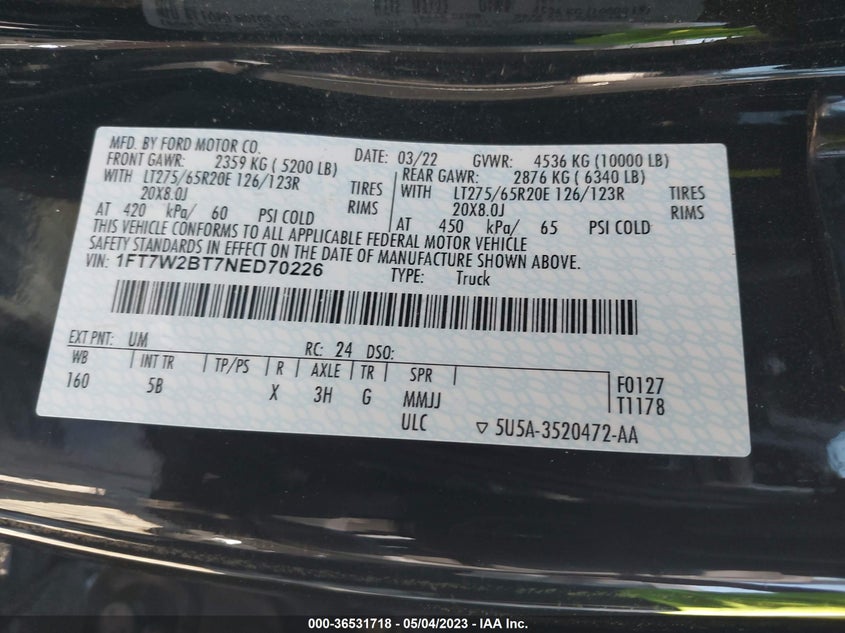 MFD. BY FORD MOTOR CO. DATE: 03/22 GVWR: 4536 KG (10000 LB)
FRONT GAWR: 2359 KG ( 5200 LB) REAR GAWR: 2876 KG ( 6340 LB)
WITH LT275/65R20E 126/123R TIRES WITH LT275/65R20E 126/123R TIRES
20X8.0J RIMS 20X8.0J RIMS
AT 420 kPa/ 60 PSI COLD AT 450 kPa/ 65 PSI COLD
THIS VEHICLE CONFORMS TO ALL APPLICABLE FEDERAL MOTOR VEHICLE
SAFETY STANDARDS IN EFFECT ON THE DATE OF MANUFACTURE SHOWN ABOVE.
VIN: 1FT7W2BT7NED70226 TYPE: Truck
EXT PNT: UM RC: 24 DSO:
WB INT TR TP/PS R AXLE TR SPR
160 5B X 3H G MMJJ F0127
ULC T1178
▽ 5U5A-3520472-AA
000-36531718 - 05/04/2023 - IAA Inc.